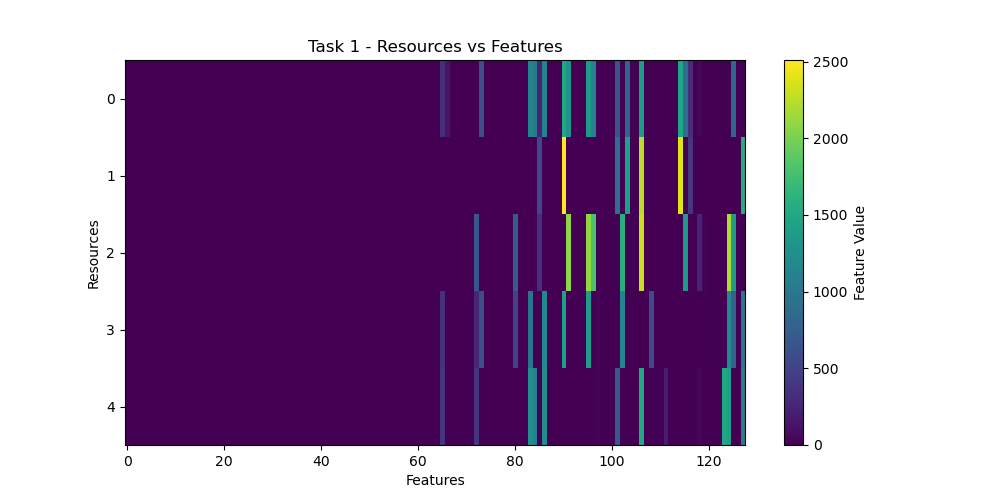 Task 1 - Resources vs Features
Resources
0
1
2
3
4
0 20 40 60 80 100 120
Features
2500
2000
1500
1000
500
0
Feature Value